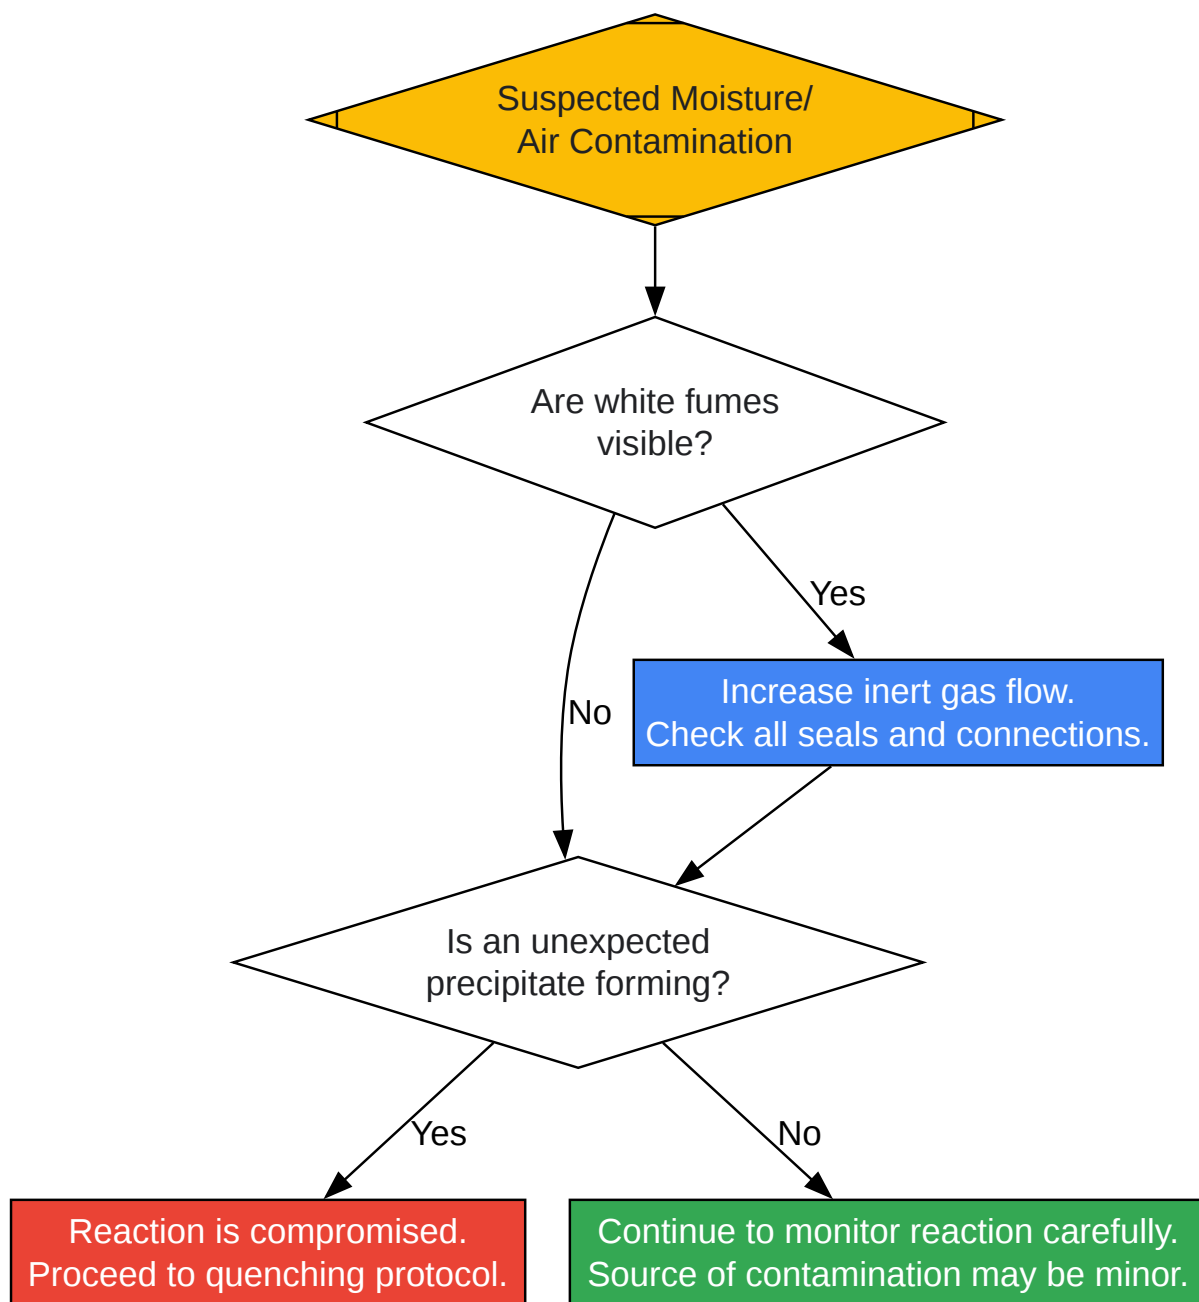 Suspected Moisture/
Air Contamination
Are white fumes
visible?
Yes
No
Increase inert gas flow.
Check all seals and connections.
Is an unexpected
precipitate forming?
Yes
No
Reaction is compromised.
Proceed to quenching protocol.
Continue to monitor reaction carefully.
Source of contamination may be minor.